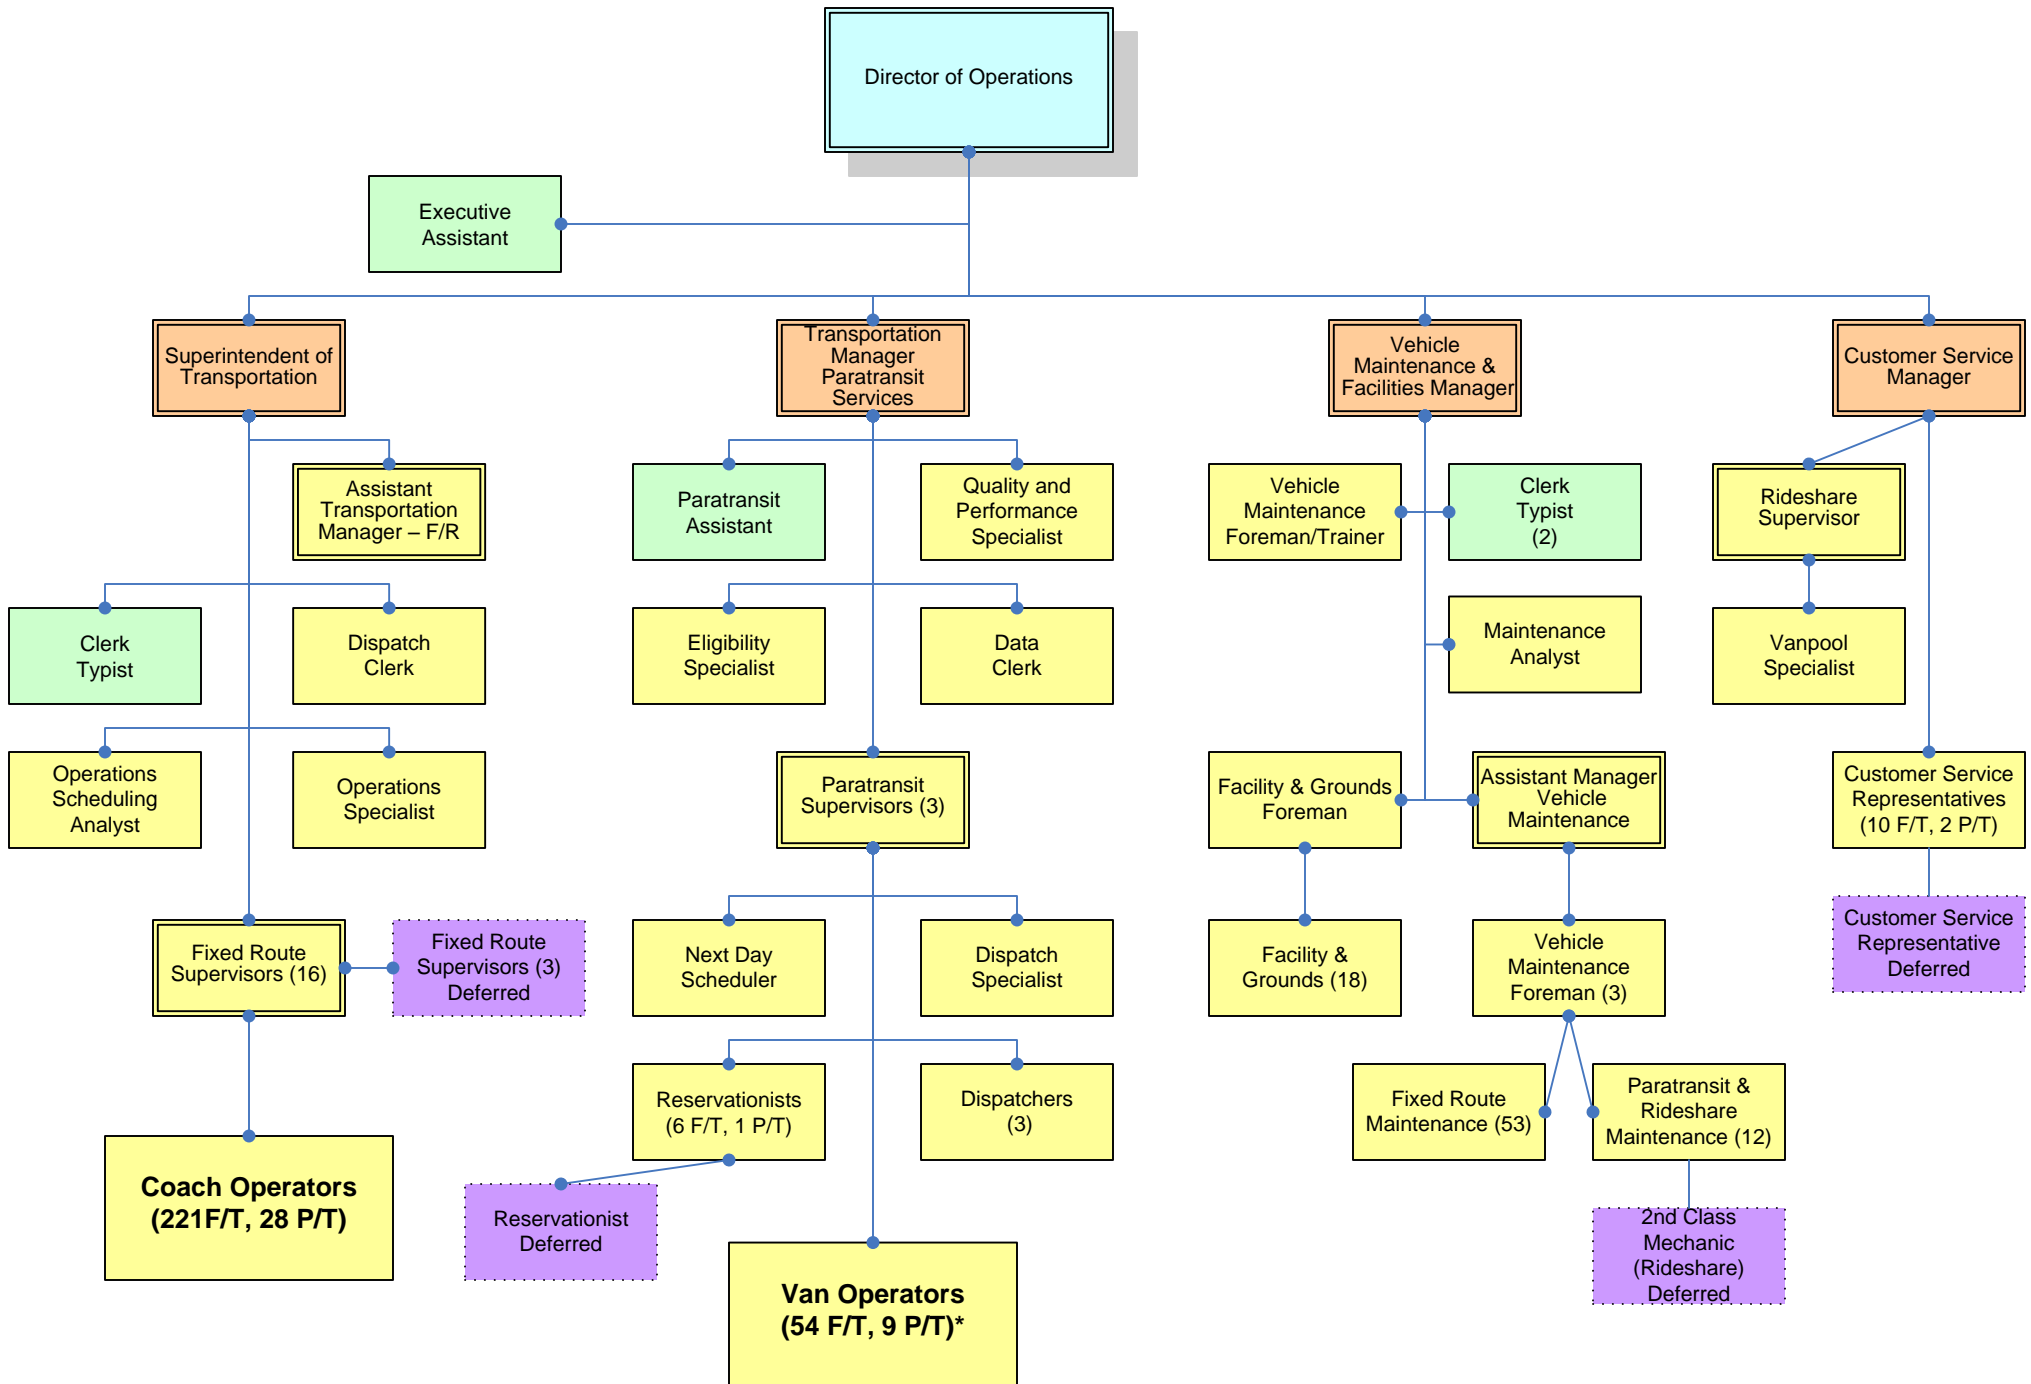 Director of Operations
Executive
Assistant
Superintendent of
Transportation
Transportation
Manager
Paratransit
Services
Vehicle
Maintenance &
Facilities Manager
Customer Service
Manager
Assistant
Transportation
Manager – F/R
Paratransit
Assistant
Quality and
Performance
Specialist
Vehicle
Maintenance
Foreman/Trainer
Clerk
Typist
(2)
Rideshare
Supervisor
Clerk
Typist
Dispatch
Clerk
Eligibility
Specialist
Data
Clerk
Maintenance
Analyst
Vanpool
Specialist
Operations
Scheduling
Analyst
Operations
Specialist
Paratransit
Supervisors (3)
Facility & Grounds
Foreman
Assistant Manager
Vehicle
Maintenance
Customer Service
Representatives
(10 F/T, 2 P/T)
Fixed Route
Supervisors (16)
Fixed Route
Supervisors (3)
Deferred
Next Day
Scheduler
Dispatch
Specialist
Facility &
Grounds (18)
Vehicle
Maintenance
Foreman (3)
Customer Service
Representative
Deferred
Reservationists
(6 F/T, 1 P/T)
Dispatchers
(3)
Fixed Route
Maintenance (53)
Paratransit &
Rideshare
Maintenance (12)
Coach Operators
(221F/T, 28 P/T)
Reservationist
Deferred
2nd Class
Mechanic
(Rideshare)
Deferred
Van Operators
(54 F/T, 9 P/T)*